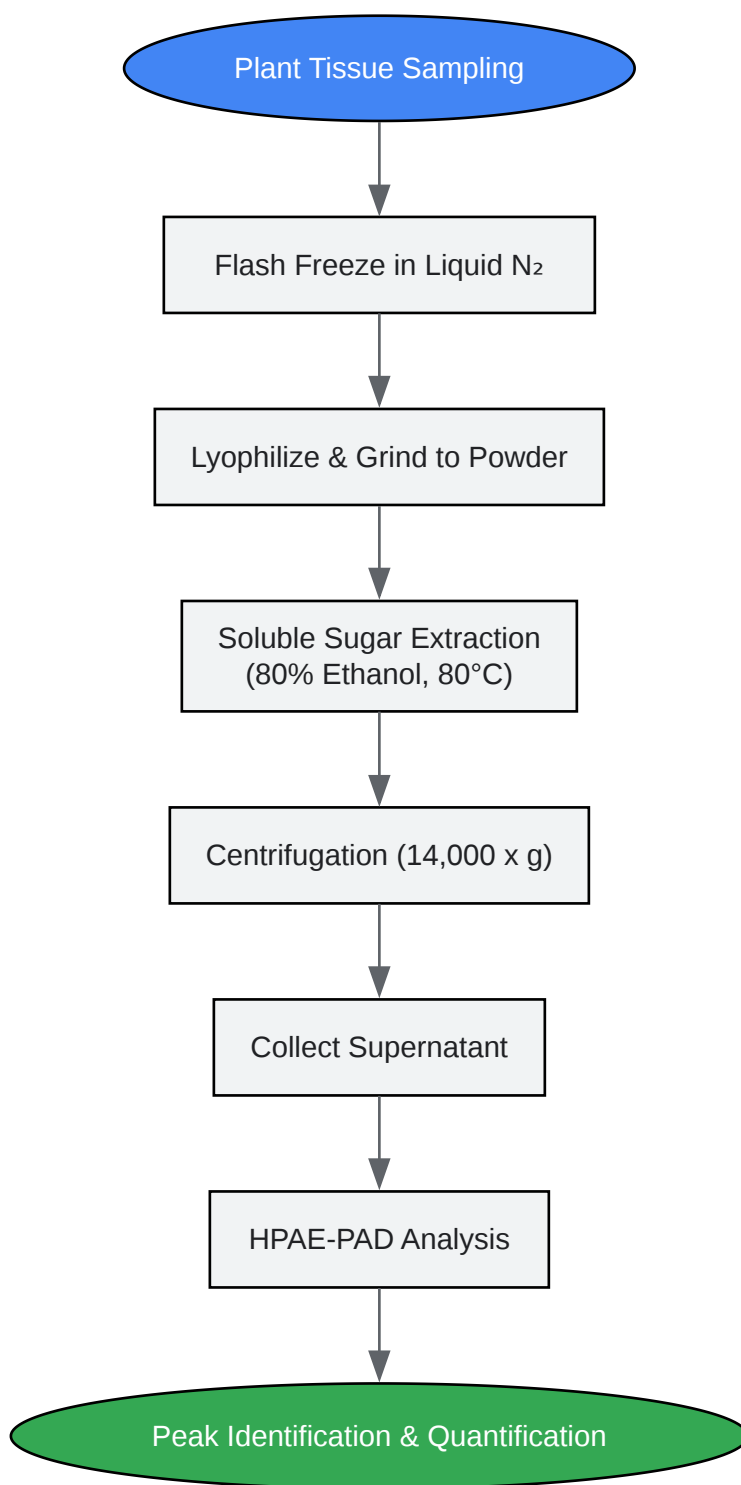 Plant Tissue Sampling
Flash Freeze in Liquid N₂
Lyophilize & Grind to Powder
Soluble Sugar Extraction
(80% Ethanol, 80°C)
Centrifugation (14,000 x g)
Collect Supernatant
HPAE-PAD Analysis
Peak Identification & Quantification